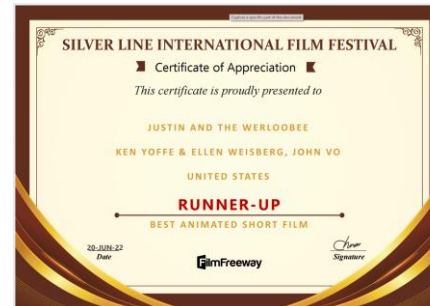 SILVER LINE INTERNATIONAL FILM FESTIVAL
Certificate of Appreciation
This certificate is proudly presented to
JUSTIN AND THE WERLOOBEE
KEN YOFFE & ELLEN WEISBERG, JOHN VO
UNITED STATES
RUNNER-UP
BEST ANIMATED SHORT FILM
20-JUN-22
Date
FilmFreeway
Signature